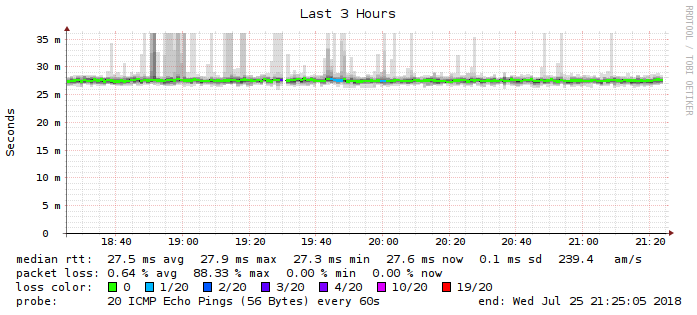 Last 3 Hours
RRDTOOL / TOBI OETIKER
Seconds
35 m
30 m
25 m
20 m
15 m
10 m
5 m
0
18:40 19:00 19:20 19:40 20:00 20:20 20:40 21:00 21:20
median rtt: 27.5 ms avg 27.9 ms max 27.3 ms min 27.6 ms now 0.1 ms sd 239.4 am/s
packet loss: 0.64 % avg 88.33 % max 0.00 % min 0.00 % now
loss color: 0 1/20 2/20 3/20 4/20 10/20 19/20
probe: 20 ICMP Echo Pings (56 Bytes) every 60s end: Wed Jul 25 21:25:05 2018